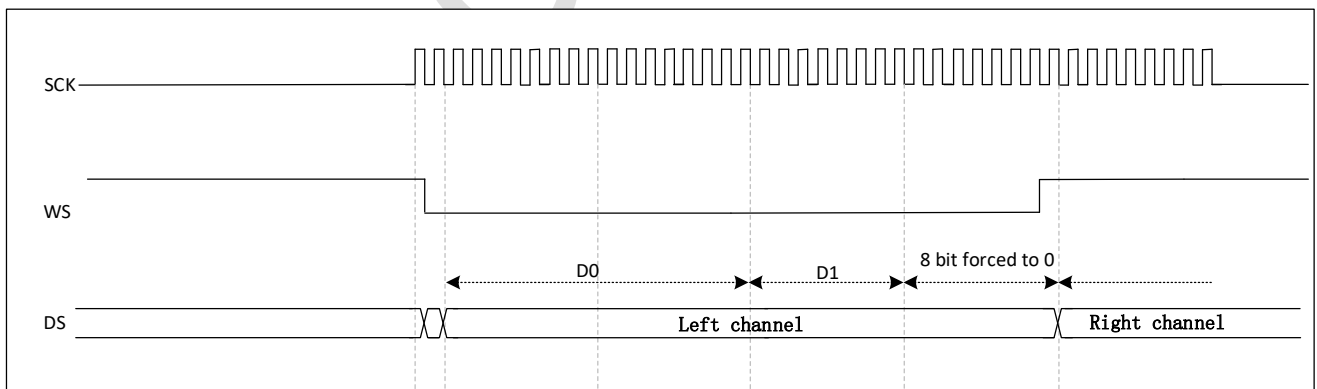 SCK
WS
D0
D1
8 bit forced to 0
DS
Left channel
Right channel